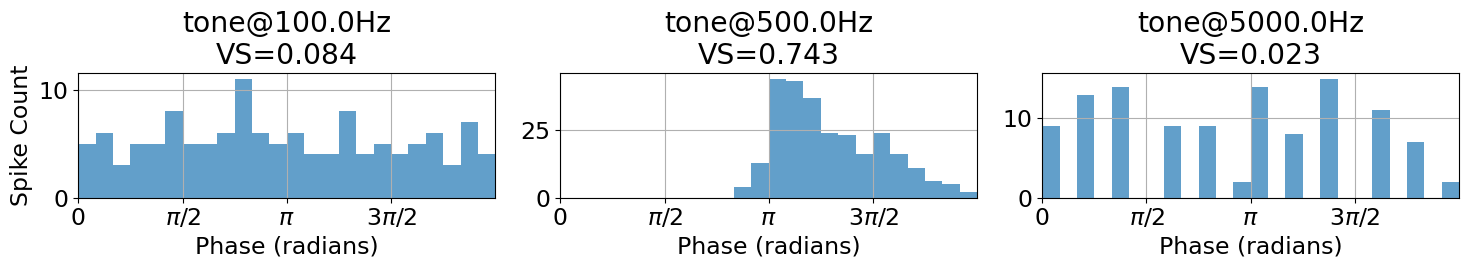 tone@100.0Hz
VS=0.084
Spike Count
10
0
0
π/2
π
3π/2
Phase (radians)
tone@500.0Hz
VS=0.743
25
0
0
π/2
π
3π/2
Phase (radians)
tone@5000.0Hz
VS=0.023
10
0
0
π/2
π
3π/2
Phase (radians)